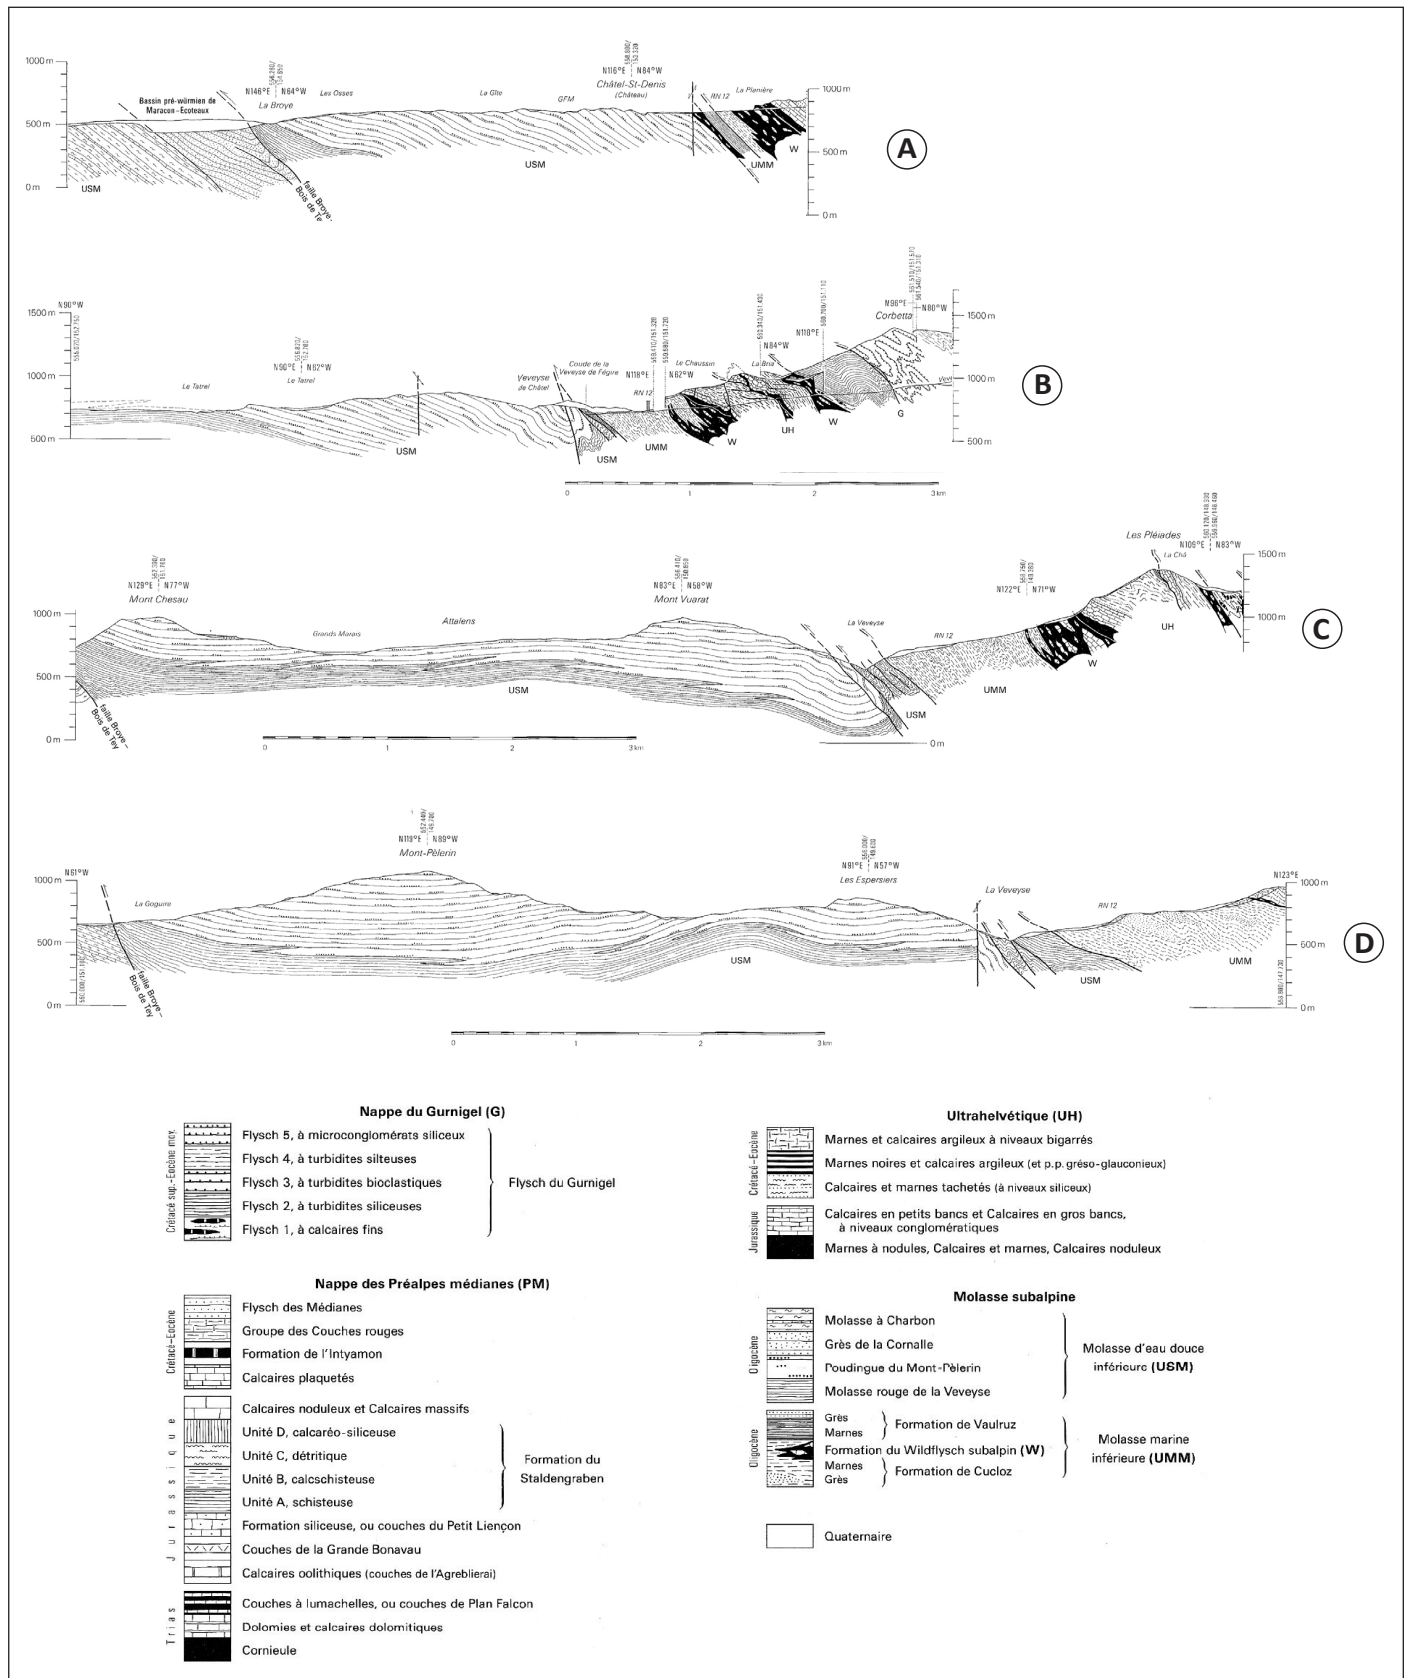 1000 m
500 m
0 m
Bassin pré-würmien de
Maracon-Ecoteaux
N146°E N64°W
La Broye
Les Osses
La Gîte
GFM
N116°E N84°W
Châtel-St-Denis
(Château)
RN 12
La Planière
1000 m
500 m
0 m
USM
faille Broye-
Bois de Te
USM
UMM
W
A
N90°W
1500 m
1000 m
500 m
Le Tatrel
N90°E N62°W
Le Tatrel
Veveyse
de Châtel
Coude de la
Veveyse de Fégire
N118°E N62°W
RN 12
Le Chaussin
N84°W
La Bria
N118°E
N96°E N80°W
Corbetta
1500 m
1000 m
500 m
USM
USM
UMM
W
UH
W
G
B
0 1 2 3 km
N129°E N77°W
Mont Chesau
Grands Marais
Attalens
N83°E N58°W
Mont Vuarat
La Veveyse
RN 12
N122°E N71°W
Les Pléiades
La Châ
N109°E N83°W
1000 m
500 m
0 m
1500 m
1000 m
0 m
faille Broye-
Bois de Tey
USM
USM
UMM
W
UH
C
0 1 2 3 km
N61°W
1000 m
500 m
0 m
La Goguire
N119°E N89°W
Mont-Pèlerin
N91°E N57°W
Les Espersiers
La Veveyse
RN 12
N123°E
1000 m
500 m
0 m
faille Broye-
Bois de Tey
USM
USM
UMM
D
0 1 2 3 km
Nappe du Gurnigel (G)
Crétacé sup.-Eocène moy.
Flysch 5, à microconglomérats siliceux
Flysch 4, à turbidites silteuses
Flysch 3, à turbidites bioclastiques
Flysch 2, à turbidites siliceuses
Flysch 1, à calcaires fins
Flysch du Gurnigel
Nappe des Préalpes médianes (PM)
Crétacé-Eocène
Flysch des Médianes
Groupe des Couches rouges
Formation de l'Intyamon
Calcaires plaquetés
Jurassique
Calcaires noduleux et Calcaires massifs
Unité D, calcaréo-siliceuse
Unité C, détritique
Unité B, calcschisteuse
Unité A, schisteuse
Formation du
Staldengraben
Formation siliceuse, ou couches du Petit Liençon
Couches de la Grande Bonavau
Calcaires oolithiques (couches de l'Agreblierai)
Trias
Couches à lumachelles, ou couches de Plan Falcon
Dolomies et calcaires dolomitiques
Cornieule
Ultrahelvétique (UH)
Crétacé-Eocène
Marnes et calcaires argileux à niveaux bigarrés
Marnes noires et calcaires argileux (et p.p. gréso-glauconieux)
Calcaires et marnes tachetés (à niveaux siliceux)
Jurassique
Calcaires en petits bancs et Calcaires en gros bancs,
à niveaux conglomératiques
Marnes à nodules, Calcaires et marnes, Calcaires noduleux
Molasse subalpine
Oligocène
Molasse à Charbon
Grès de la Cornalle
Poudingue du Mont-Pèlerin
Molasse rouge de la Veveyse
Molasse d'eau douce
inférieure (USM)
Oligocène
Grès
Marnes
Formation de Vaulruz
Formation du Wildflysch subalpin (W)
Marnes
Grès
Formation de Cucloz
Molasse marine
inférieure (UMM)
Quaternaire